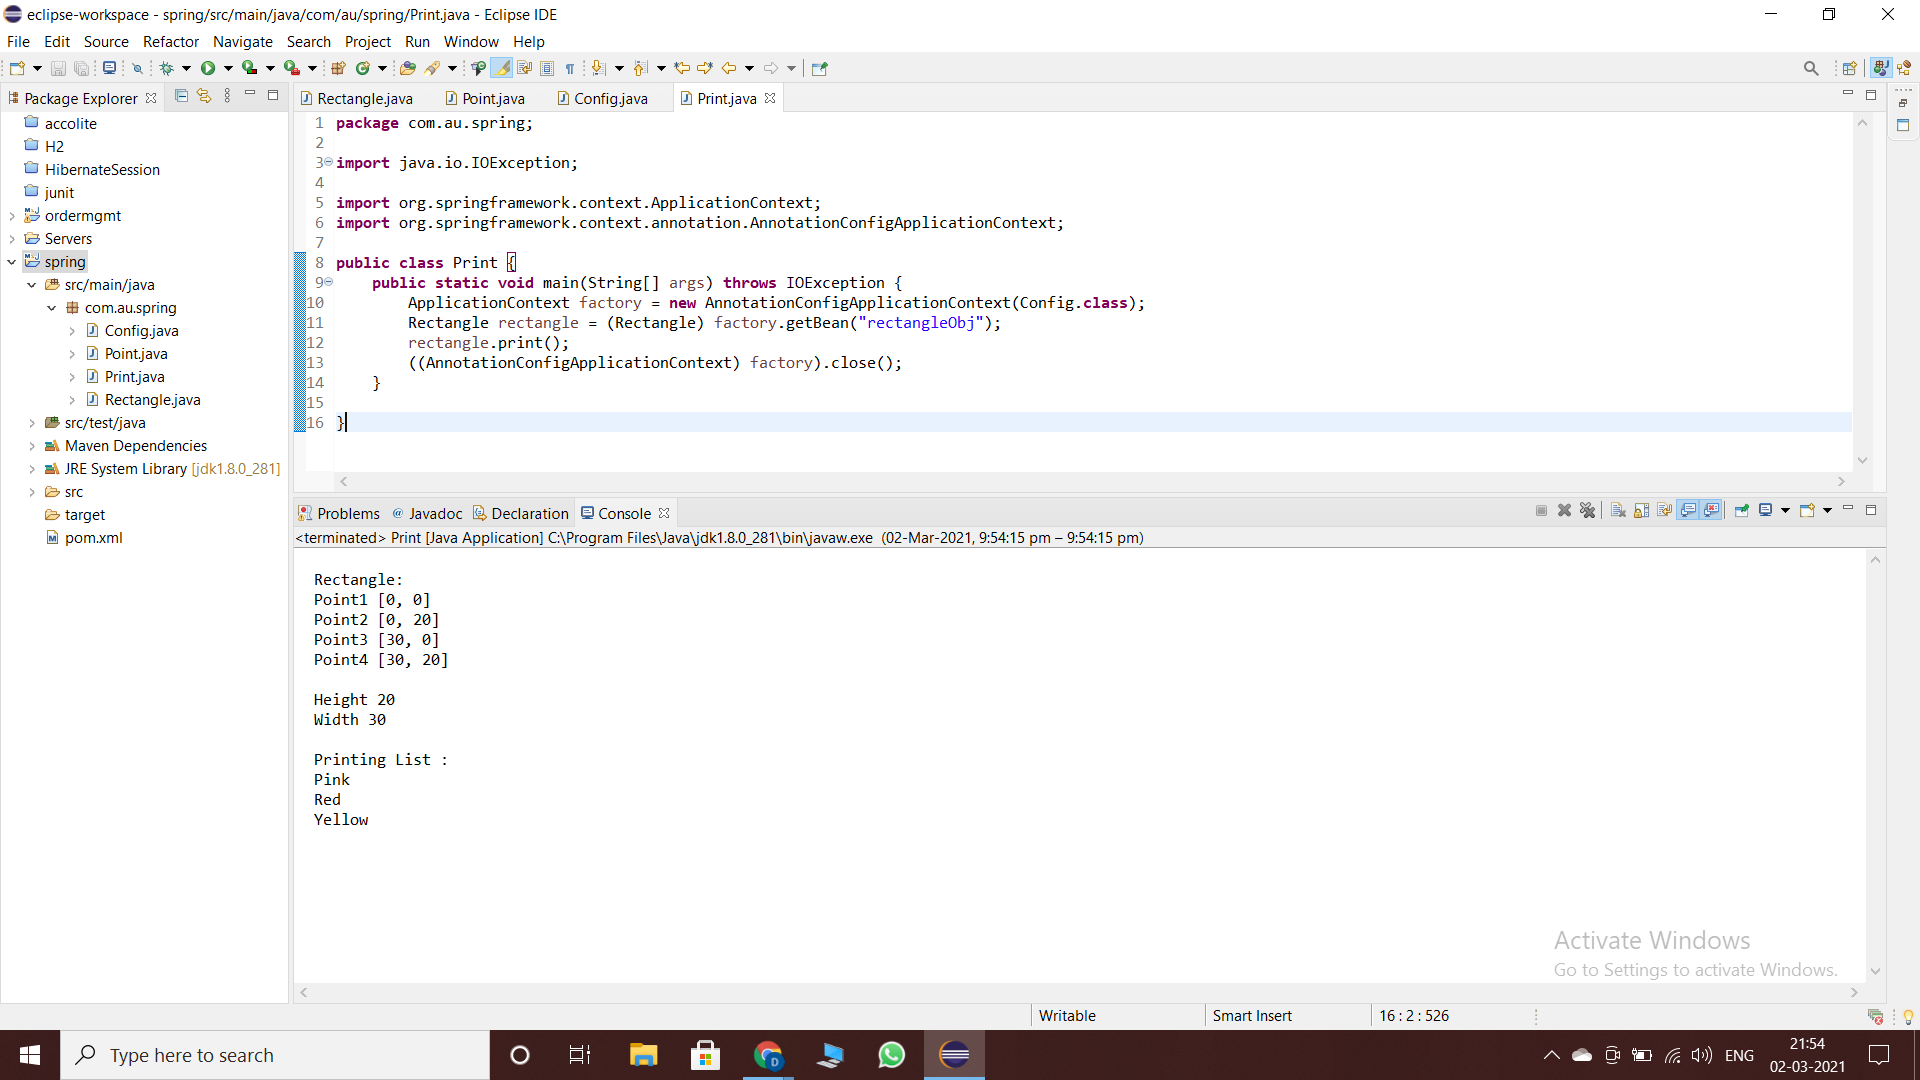 eclipse-workspace - spring/src/main/java/com/au/spring/Print.java - Eclipse IDE
File Edit Source Refactor Navigate Search Project Run Window Help
Package Explorer
accolite
H2
HibernateSession
junit
ordermgmt
Servers
spring
src/main/java
com.au.spring
Config.java
Point.java
Print.java
Rectangle.java
src/test/java
Maven Dependencies
JRE System Library [jdk1.8.0_281]
src
target
pom.xml
Rectangle.java Point.java Config.java Print.java
1 package com.au.spring;
2
3 import java.io.IOException;
4
5 import org.springframework.context.ApplicationContext;
6 import org.springframework.context.annotation.AnnotationConfigApplicationContext;
7
8 public class Print {
9 public static void main(String[] args) throws IOException {
10 ApplicationContext factory = new AnnotationConfigApplicationContext(Config.class);
11 Rectangle rectangle = (Rectangle) factory.getBean("rectangleObj");
12 rectangle.print();
13 ((AnnotationConfigApplicationContext) factory).close();
14 }
15
16 }
Problems @ Javadoc Declaration Console
<terminated> Print [Java Application] C:\Program Files\Java\jdk1.8.0_281\bin\javaw.exe (02-Mar-2021, 9:54:15 pm – 9:54:15 pm)
Rectangle:
Point1 [0, 0]
Point2 [0, 20]
Point3 [30, 0]
Point4 [30, 20]
Height 20
Width 30
Printing List :
Pink
Red
Yellow
Activate Windows
Go to Settings to activate Windows.
Writable Smart Insert 16 : 2 : 526
Type here to search
ENG
21:54
02-03-2021